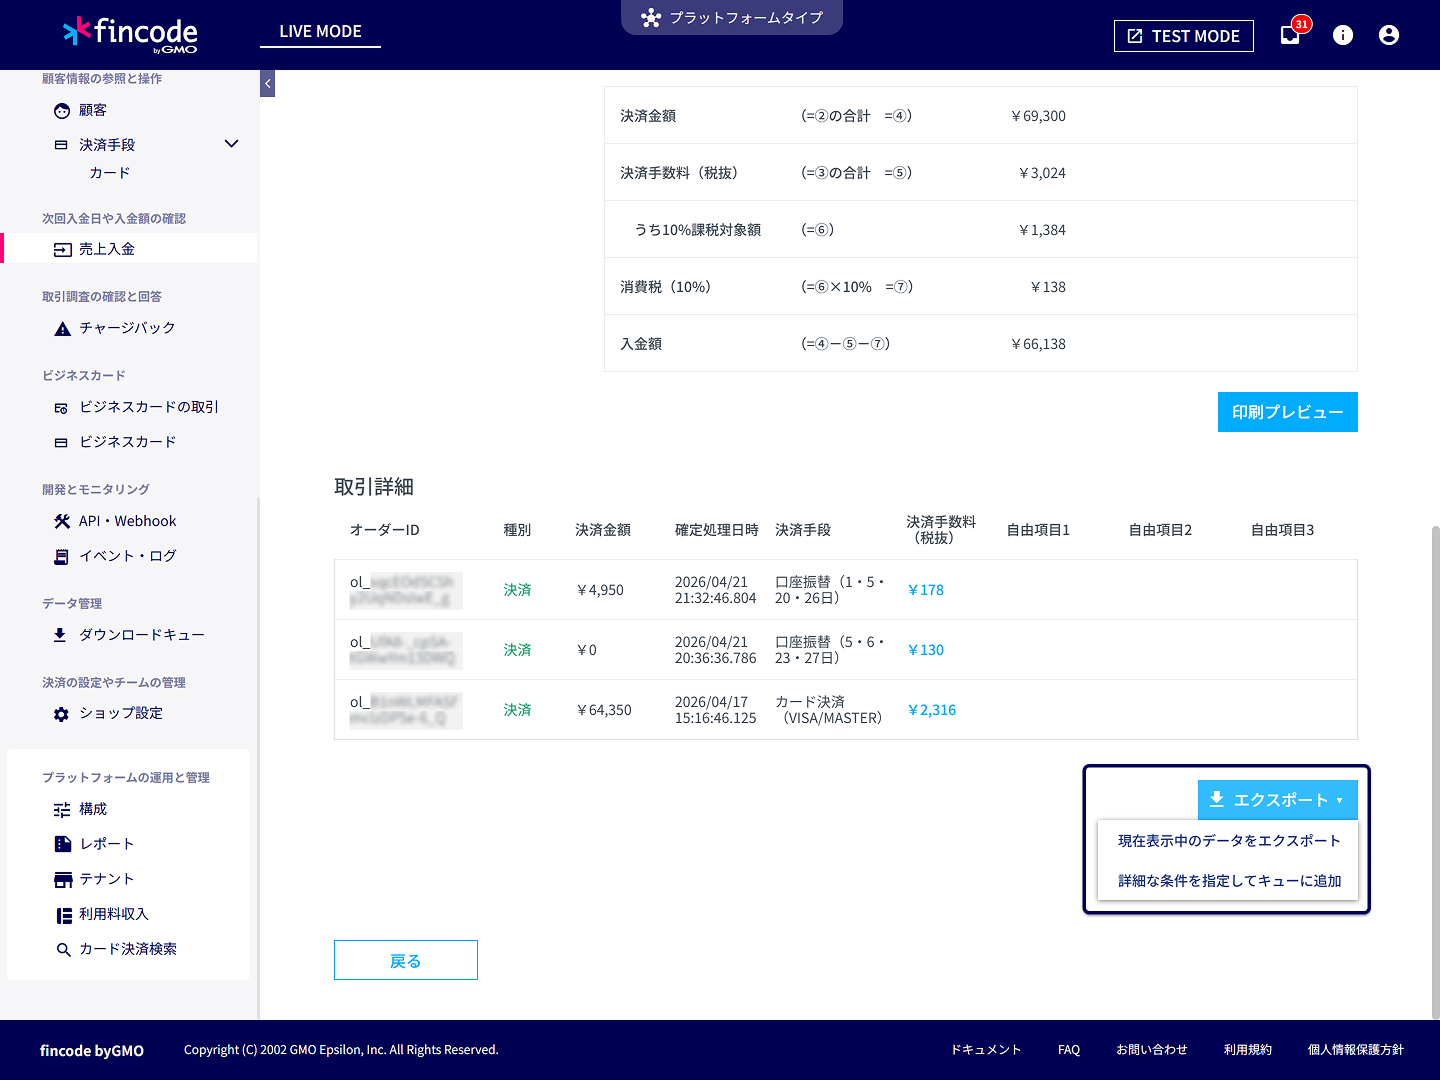 fincode
by GMO
LIVE MODE
プラットフォームタイプ
TEST MODE
31
顧客情報の参照と操作
顧客
決済手段
カード
次回入金日や入金額の確認
売上入金
取引調査の確認と回答
チャージバック
ビジネスカード
ビジネスカードの取引
ビジネスカード
開発とモニタリング
API・Webhook
イベント・ログ
データ管理
ダウンロードキュー
決済の設定やチームの管理
ショップ設定
プラットフォームの運用と管理
構成
レポート
テナント
利用料収入
カード決済検索
決済金額 (=②の合計 =④) ￥69,300
決済手数料（税抜） (=③の合計 =⑤) ￥3,024
うち10%課税対象額 (=⑥) ￥1,384
消費税（10%） (=⑥×10% =⑦) ￥138
入金額 (=④－⑤－⑦) ￥66,138
印刷プレビュー
取引詳細
オーダーID 種別 決済金額 確定処理日時 決済手段 決済手数料（税抜） 自由項目1 自由項目2 自由項目3
ol_ 決済 ￥4,950 2026/04/21 21:32:46.804 口座振替（1・5・20・26日） ￥178
ol_ 決済 ￥0 2026/04/21 20:36:36.786 口座振替（5・6・23・27日） ￥130
ol_ 決済 ￥64,350 2026/04/17 15:16:46.125 カード決済（VISA/MASTER） ￥2,316
エクスポート ▼
現在表示中のデータをエクスポート
詳細な条件を指定してキューに追加
戻る
fincode byGMO
Copyright (C) 2002 GMO Epsilon, Inc. All Rights Reserved.
ドキュメント FAQ お問い合わせ 利用規約 個人情報保護方針